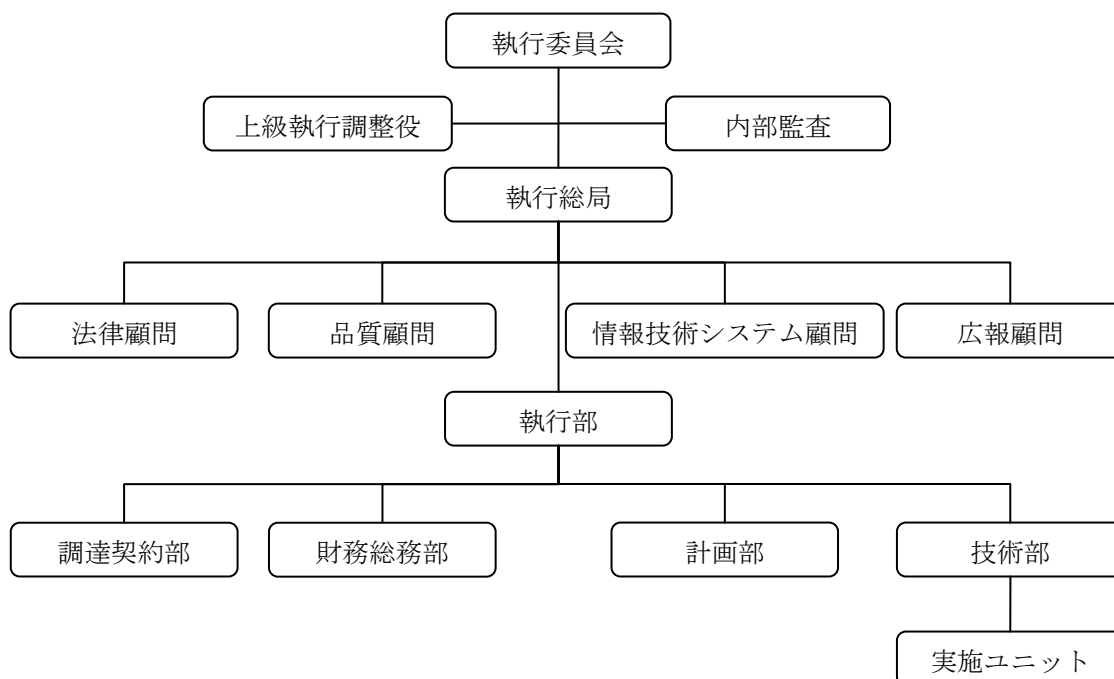 執行委員会
上級執行調整役
内部監査
執行総局
法律顧問
品質顧問
情報技術システム顧問
広報顧問
執行部
調達契約部
財務総務部
計画部
技術部
実施ユニット